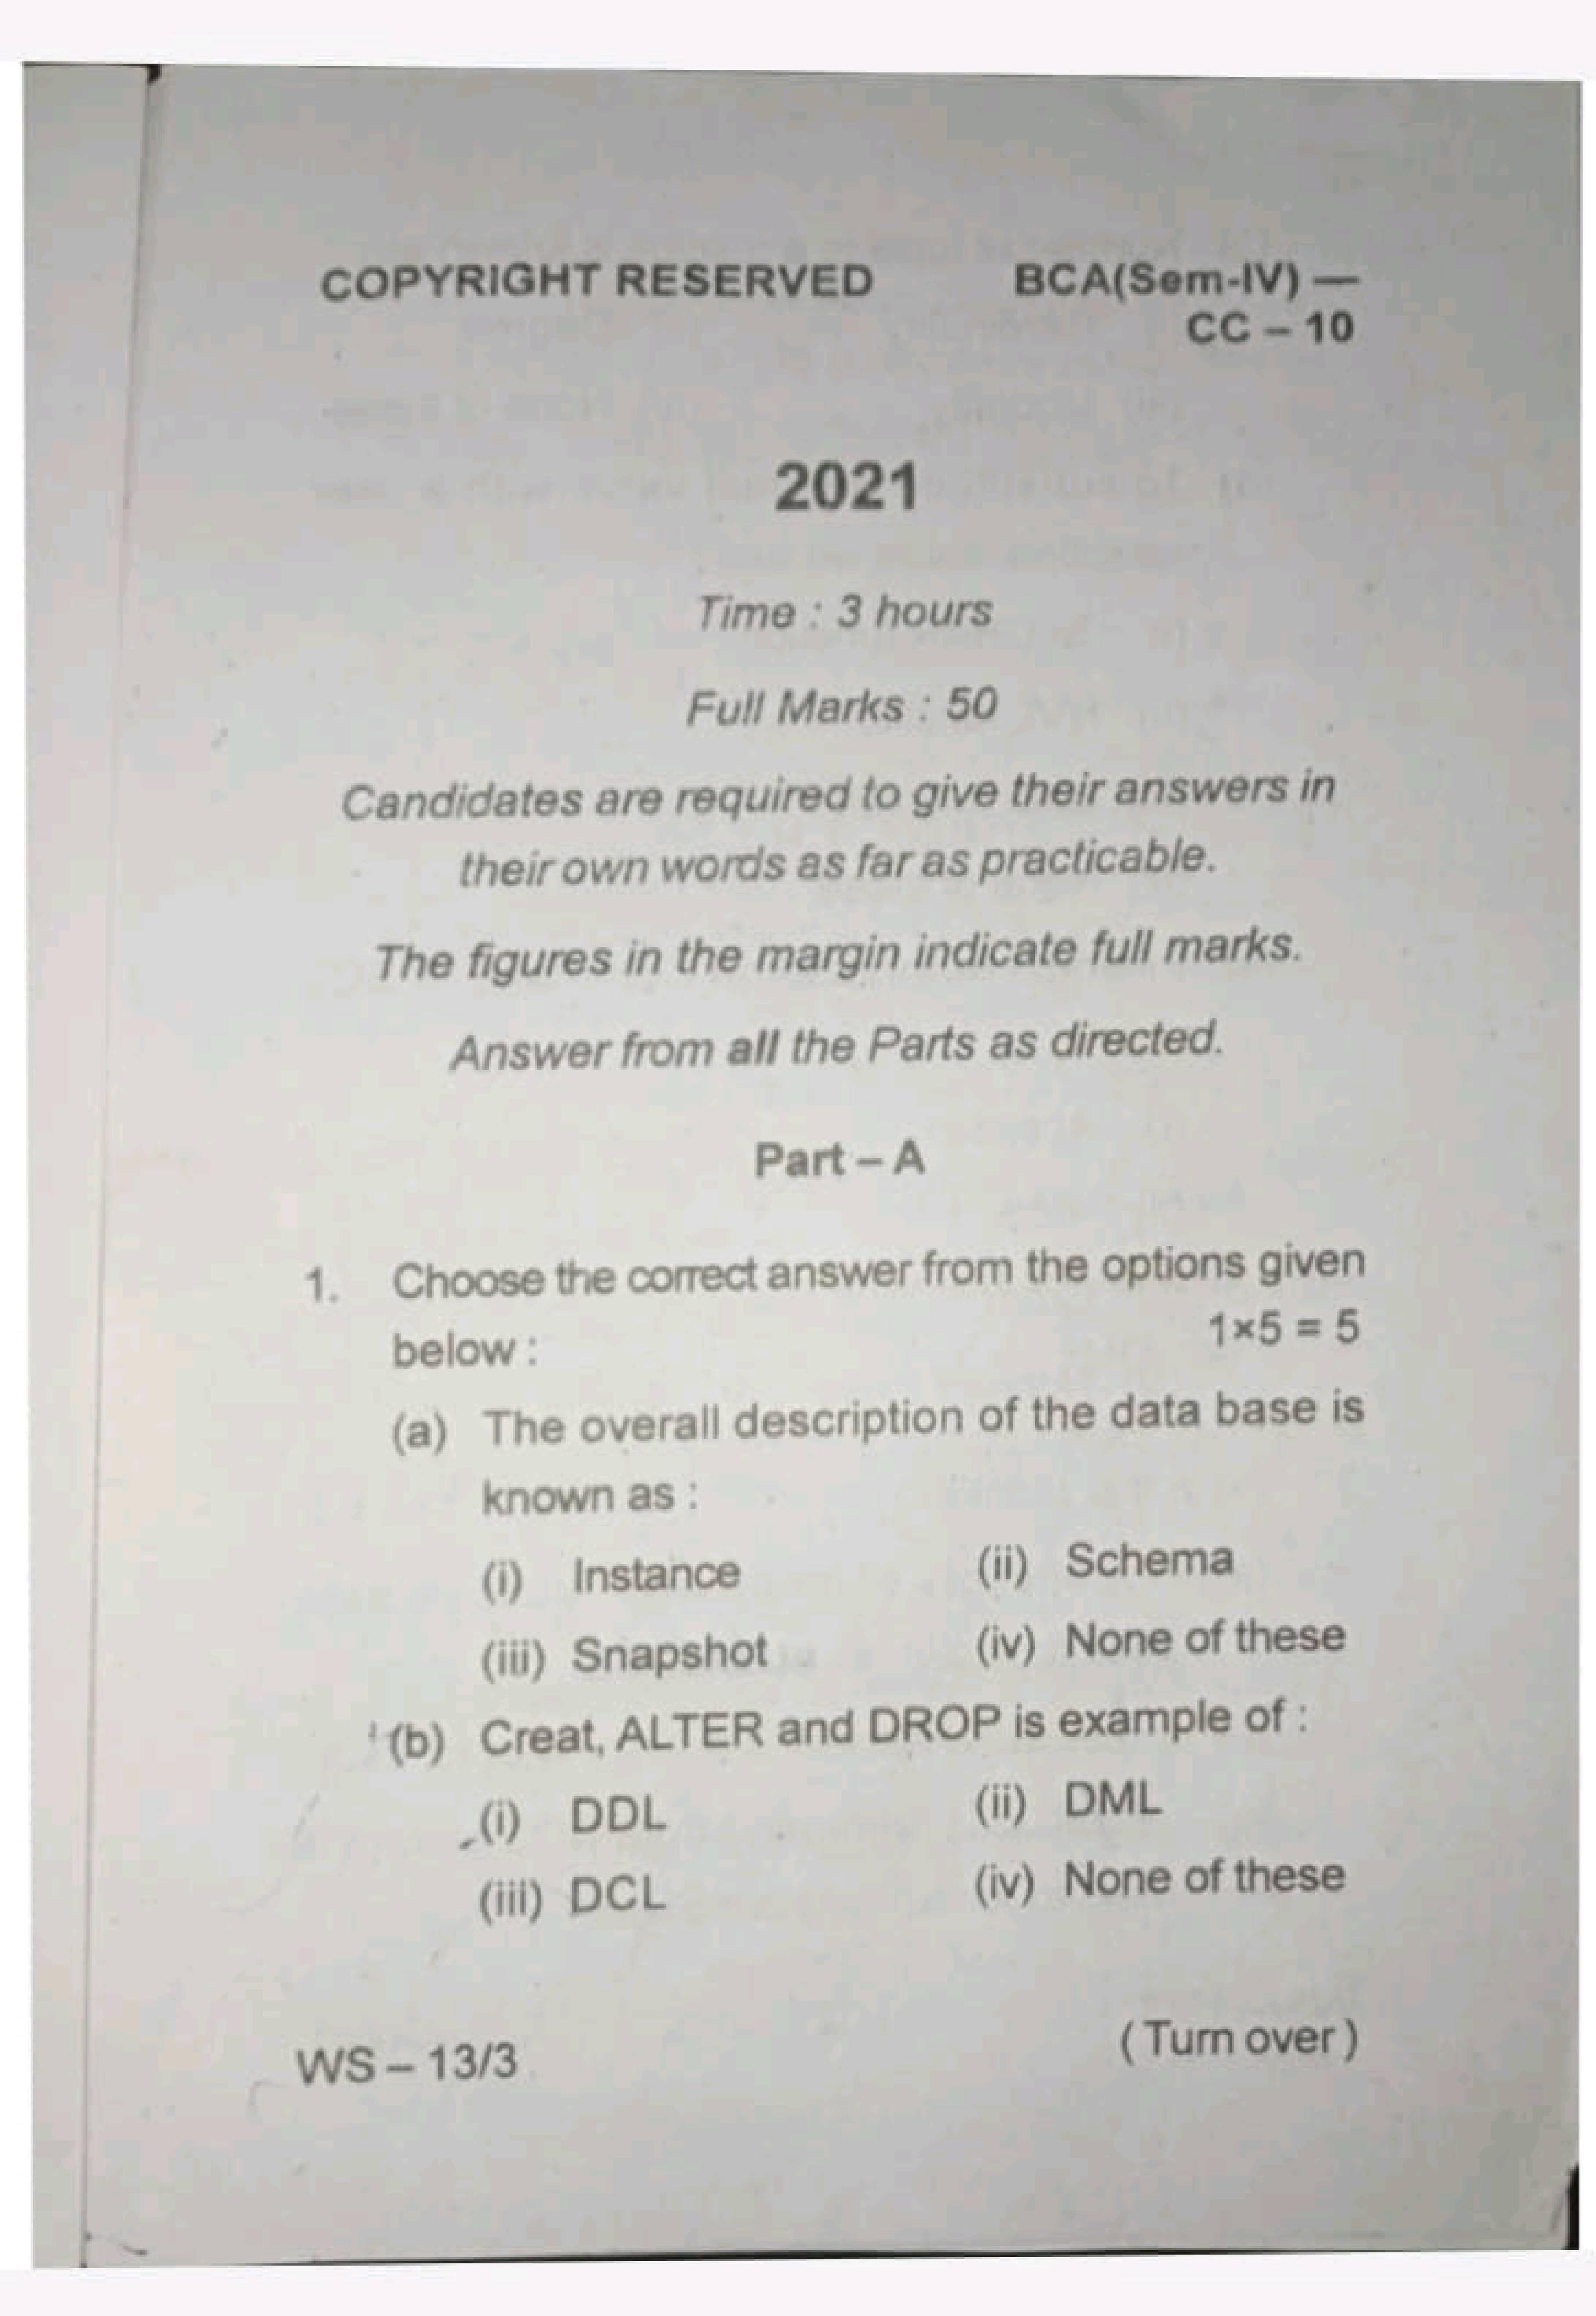 COPYRIGHT RESERVED BCA(Sem-IV) —
CC – 10
2021
Time : 3 hours
Full Marks : 50
Candidates are required to give their answers in
their own words as far as practicable.
The figures in the margin indicate full marks.
Answer from all the Parts as directed.
Part – A
1. Choose the correct answer from the options given
below : 1×5 = 5
(a) The overall description of the data base is
known as :
(i) Instance (ii) Schema
(iii) Snapshot (iv) None of these
(b) Creat, ALTER and DROP is example of :
(i) DDL (ii) DML
(iii) DCL (iv) None of these
WS – 13/3 (Turn over)